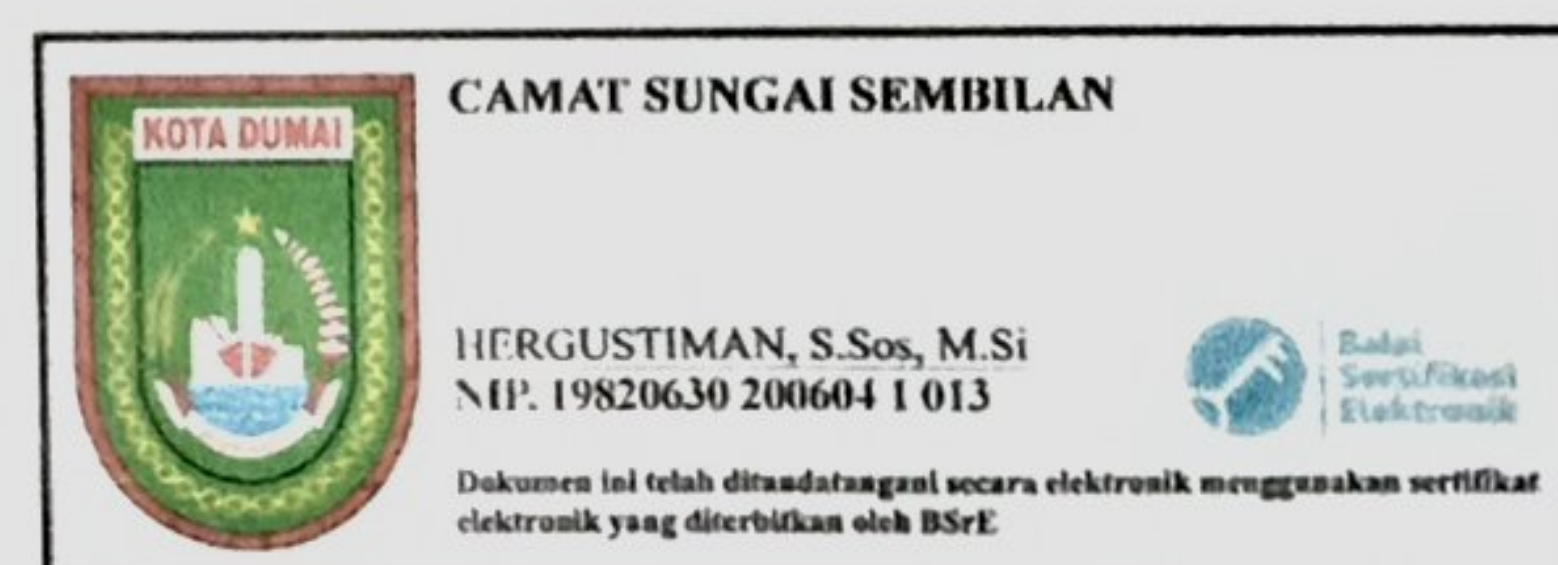 KOTA DUMAI
CAMAT SUNGAI SEMBILAN
HERGUSTIMAN, S.Sos, M.Si
NIP. 19820630 200604 1 013
Balai
Sertifikasi
Elektronik
Dokumen ini telah ditandatangani secara elektronik menggunakan sertifikat
elektronik yang diterbitkan oleh BSrE